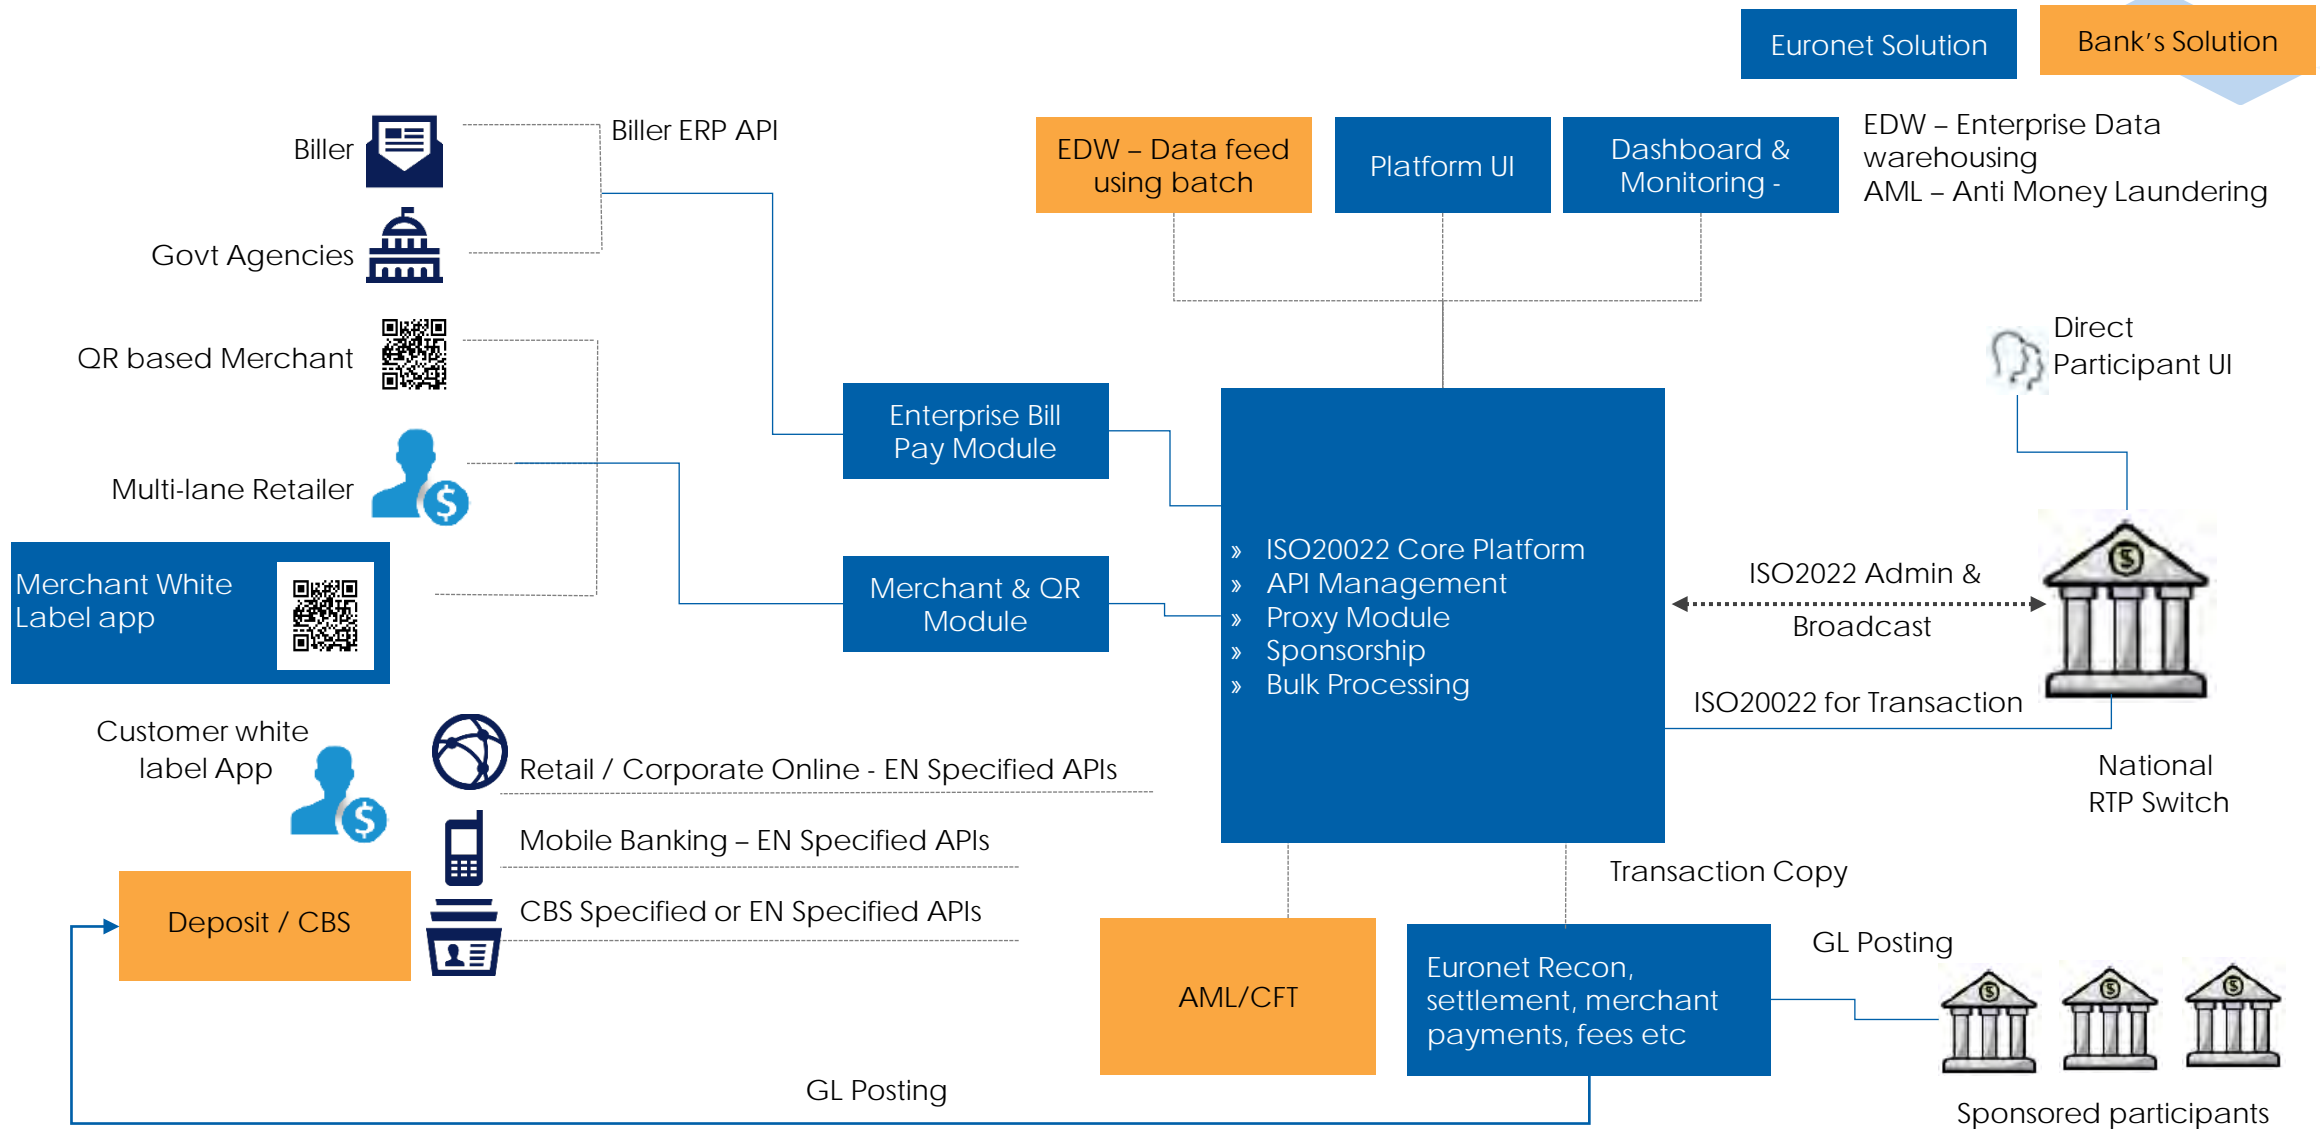 Euronet Solution
Bank's Solution
Biller
Biller ERP API
Govt Agencies
QR based Merchant
Multi-lane Retailer
Merchant White
Label app
Customer white
label App
Retail / Corporate Online - EN Specified APIs
Mobile Banking – EN Specified APIs
CBS Specified or EN Specified APIs
Deposit / CBS
GL Posting
Enterprise Bill
Pay Module
Merchant & QR
Module
EDW – Data feed
using batch
Platform UI
Dashboard &
Monitoring -
EDW – Enterprise Data
warehousing
AML – Anti Money Laundering
» ISO20022 Core Platform
» API Management
» Proxy Module
» Sponsorship
» Bulk Processing
Direct
Participant UI
ISO2022 Admin &
Broadcast
ISO20022 for Transaction
National
RTP Switch
Transaction Copy
AML/CFT
Euronet Recon,
settlement, merchant
payments, fees etc
GL Posting
Sponsored participants